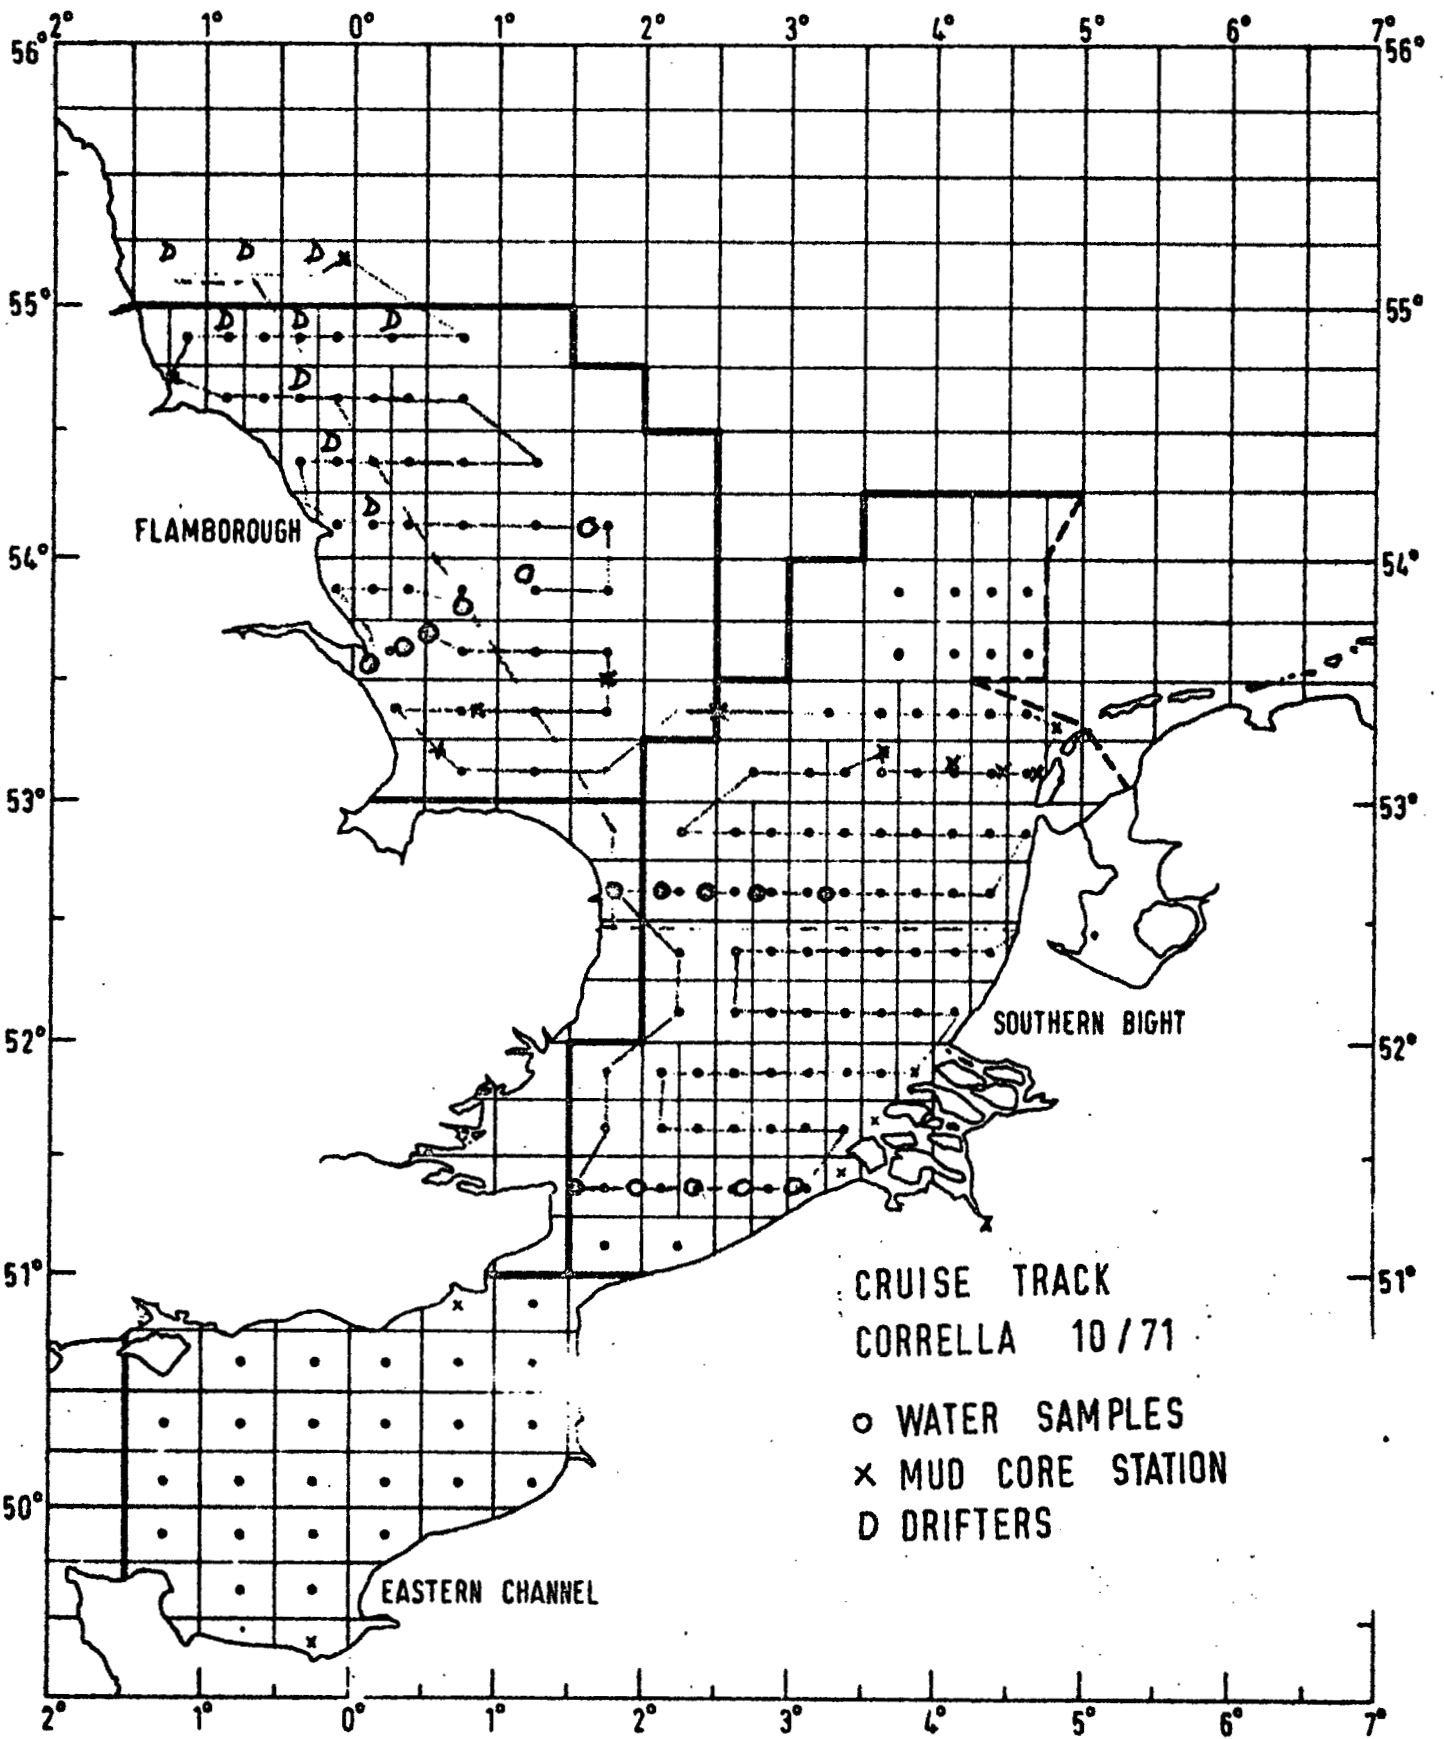 2° 1° 0° 1° 2° 3° 4° 5° 6° 7°
56° 56°
D D D
55° 55°
D D D
D
D
D
FLAMBOROUGH
54° 54°
53° 53°
SOUTHERN BIGHT
52° 52°
51° 51°
CRUISE TRACK
CORRELLA 10/71
O WATER SAMPLES
X MUD CORE STATION
D DRIFTERS
50°
EASTERN CHANNEL
2° 1° 0° 1° 2° 3° 4° 5° 6° 7°